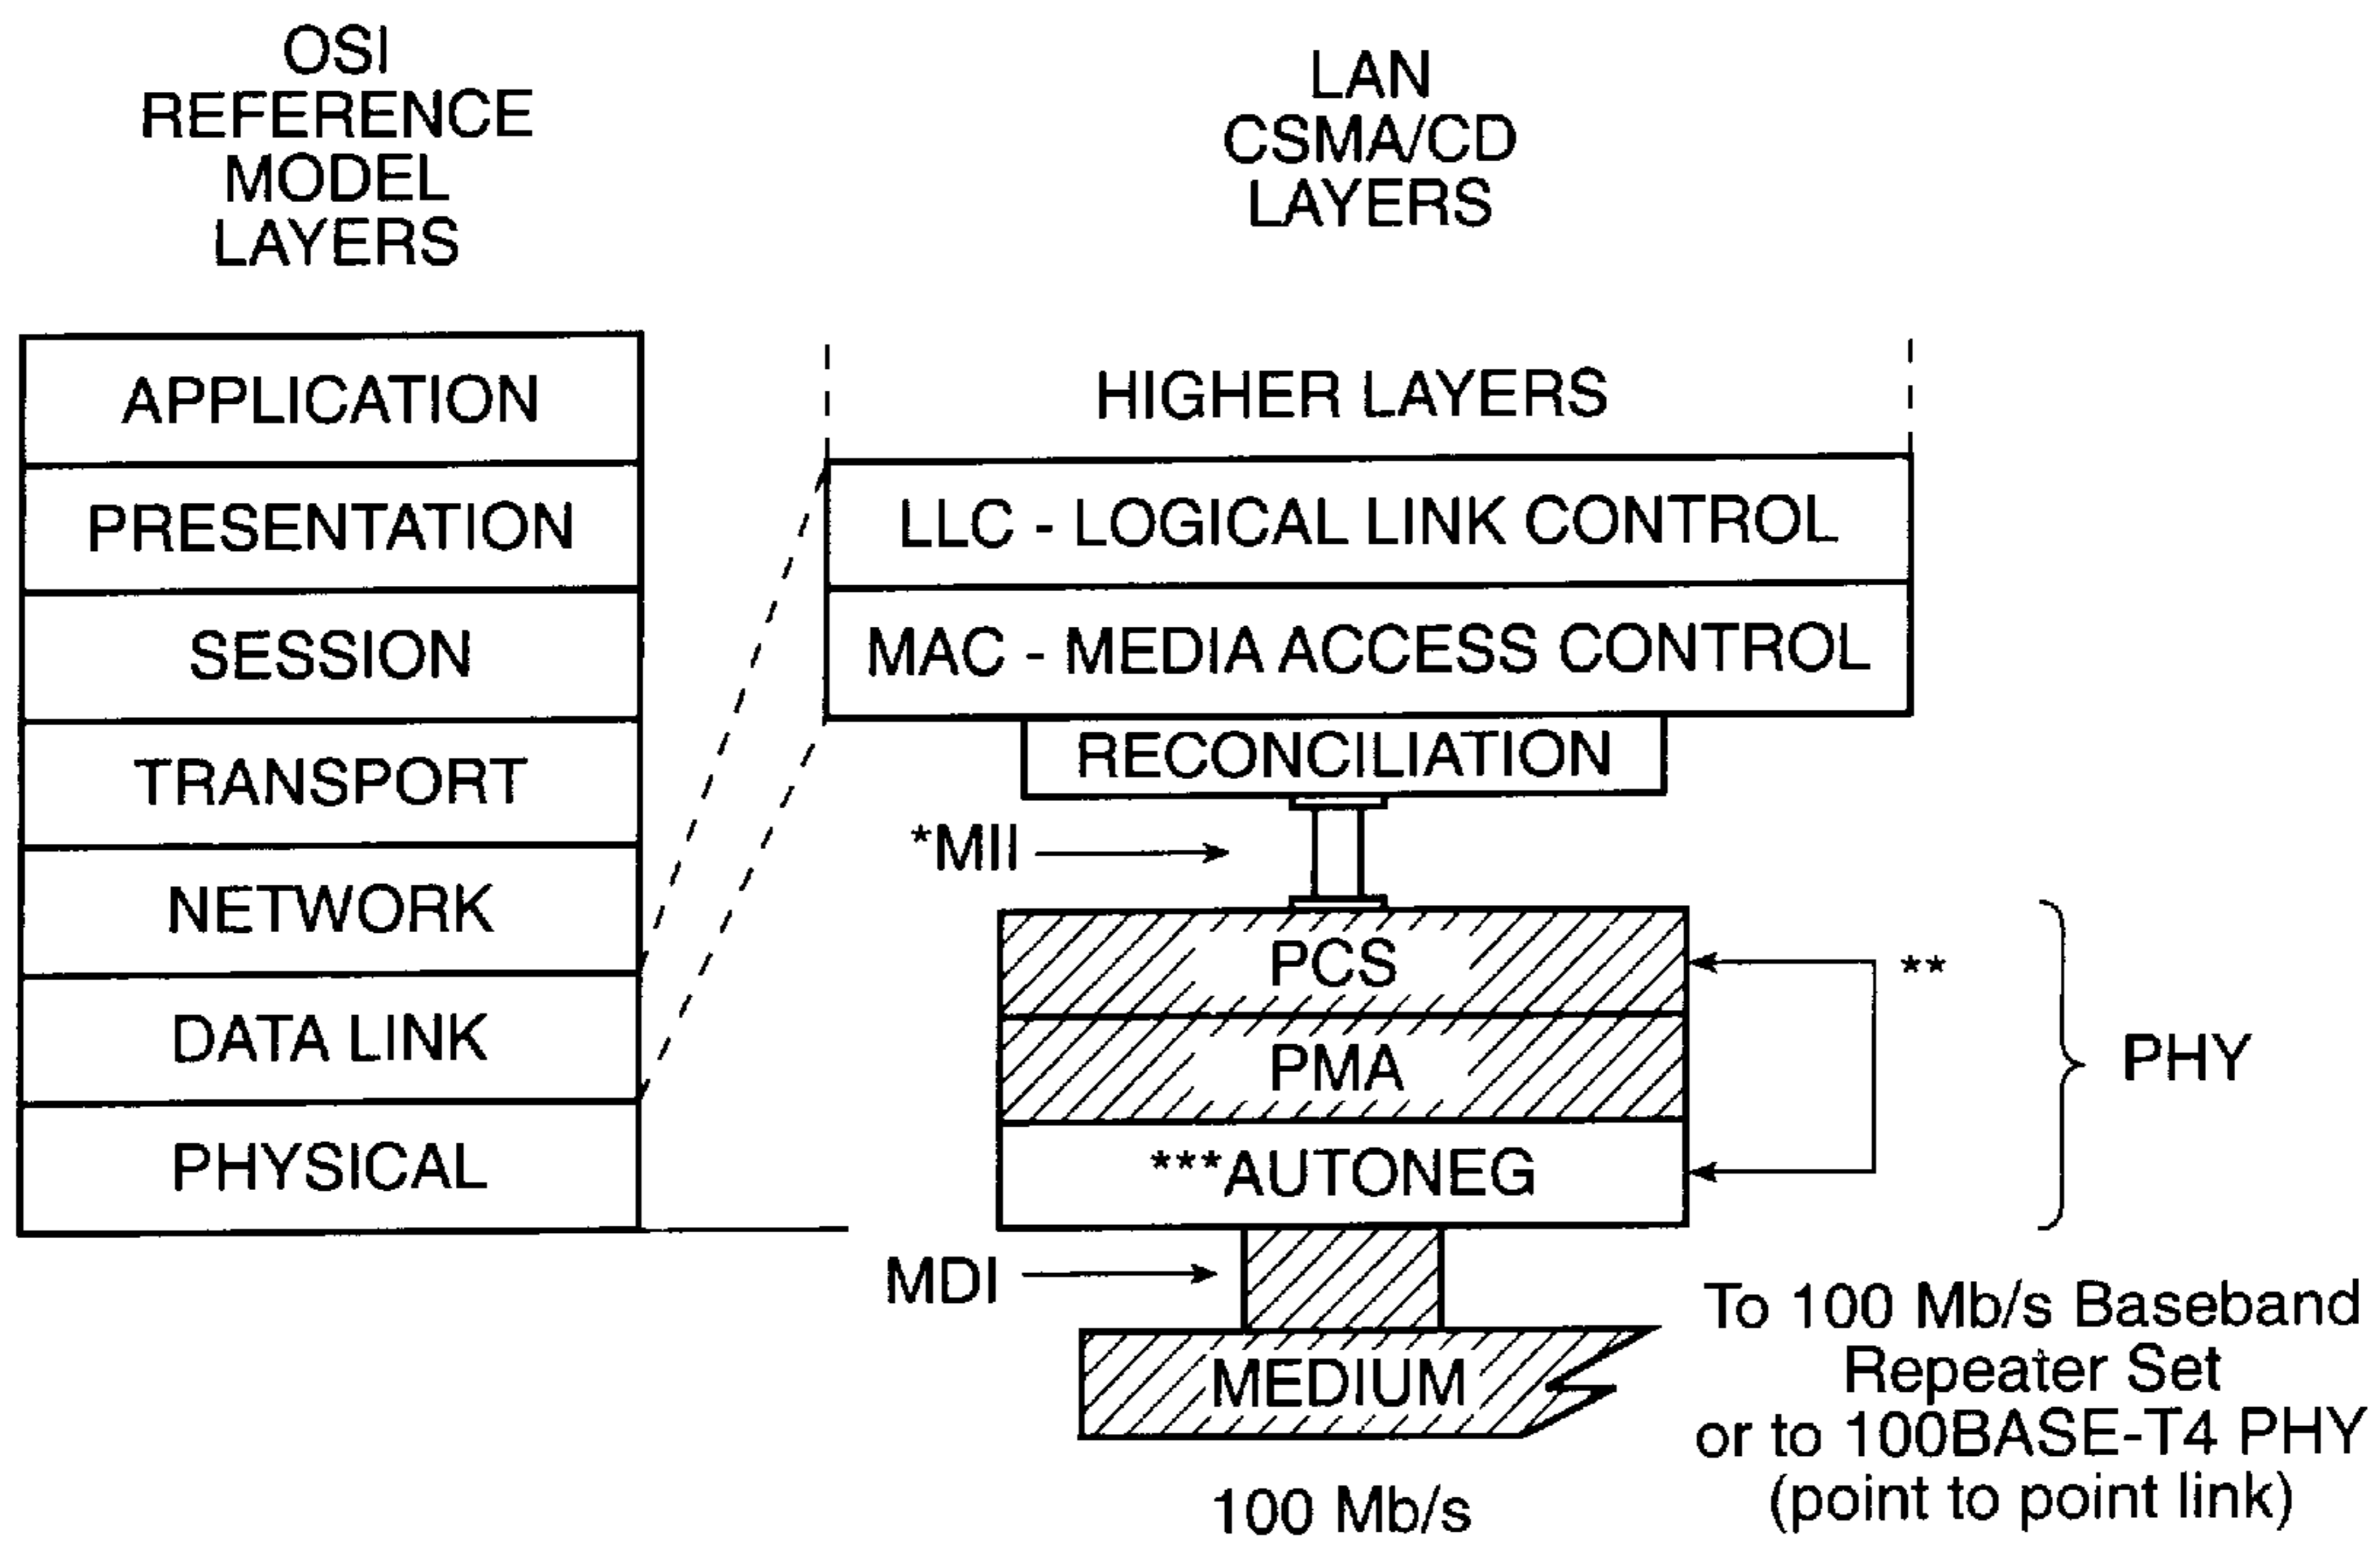 OSI
REFERENCE
MODEL
LAYERS
LAN
CSMA/CD
LAYERS
APPLICATION
PRESENTATION
SESSION
TRANSPORT
NETWORK
DATA LINK
PHYSICAL
HIGHER LAYERS
LLC - LOGICAL LINK CONTROL
MAC - MEDIA ACCESS CONTROL
RECONCILIATION
*MII
PCS
**
PMA
PHY
***AUTONEG
MDI
MEDIUM
To 100 Mb/s Baseband
Repeater Set
or to 100BASE-T4 PHY
(point to point link)
100 Mb/s